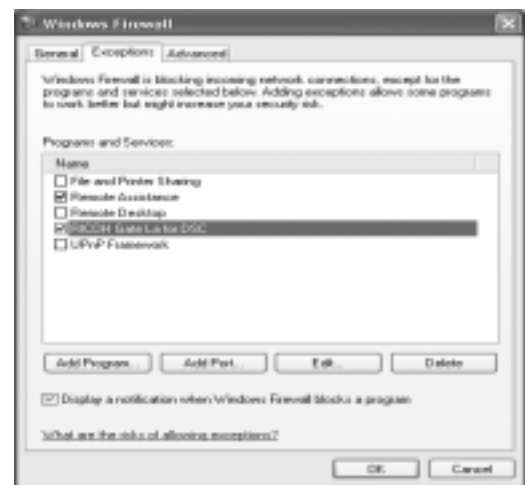 Windows Firewall
General Exceptions Advanced
Windows Firewall is blocking incoming network connections, except for the
programs and services selected below. Adding exceptions allows some programs
to work better but might increase your security risk.
Programs and Services:
Name
File and Printer Sharing
Remote Assistance
Remote Desktop
RICOH Gate La for DSC
UPnP Framework
Add Program... Add Port... Edit... Delete
Display a notification when Windows Firewall blocks a program
What are the risks of allowing exceptions?
OK Cancel